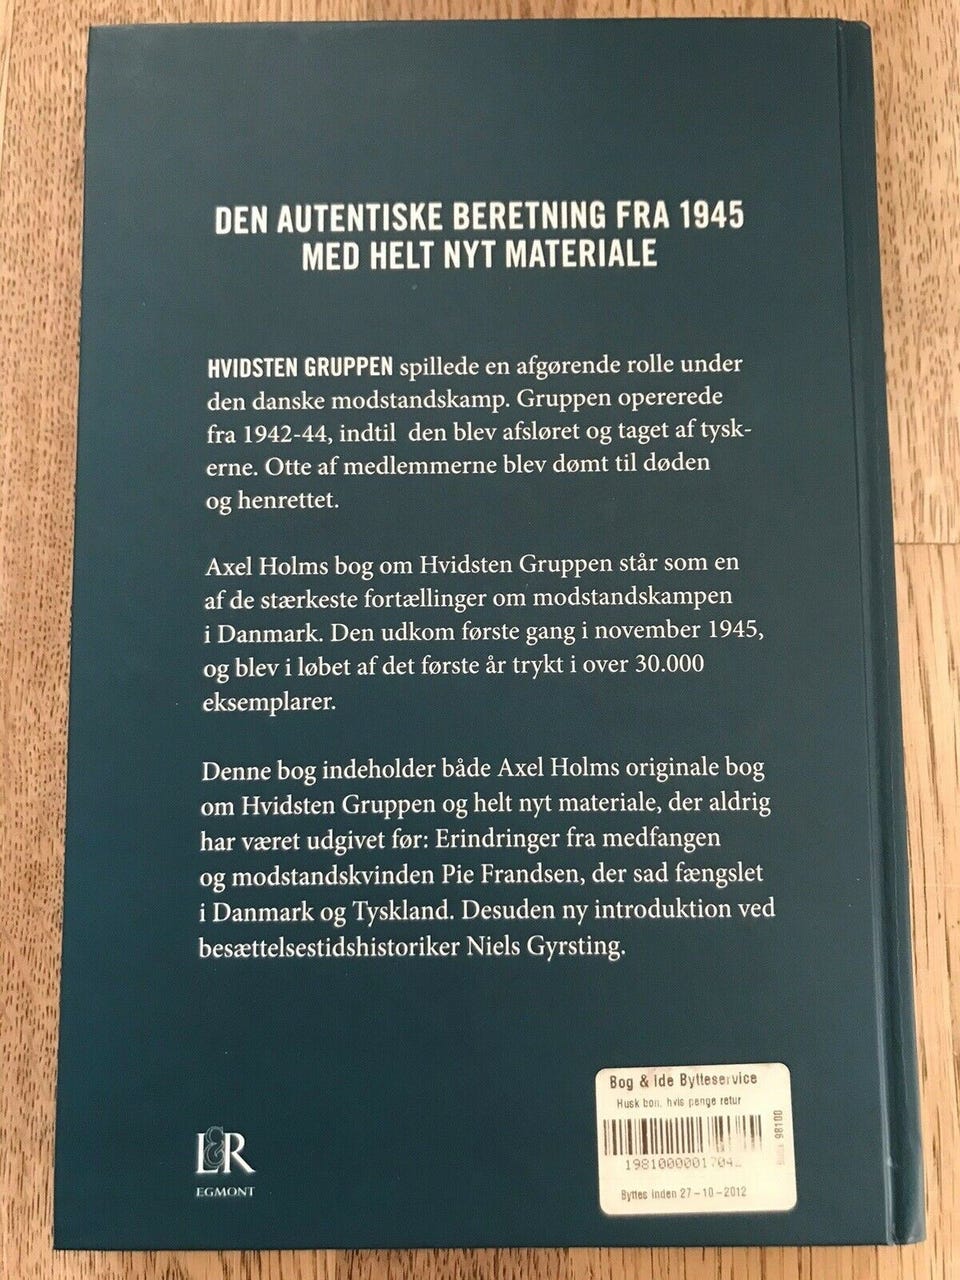 DEN AUTENTISKE BERETNING FRA 1945
MED HELT NYT MATERIALE
HVIDSTEN GRUPPEN spillede en afgørende rolle under
den danske modstandskamp. Gruppen opererede
fra 1942-44, indtil den blev afsløret og taget af tysk-
erne. Otte af medlemmerne blev dømt til døden
og henrettet.
Axel Holms bog om Hvidsten Gruppen står som en
af de stærkeste fortællinger om modstandskampen
i Danmark. Den udkom første gang i november 1945,
og blev i løbet af det første år trykt i over 30.000
eksemplarer.
Denne bog indeholder både Axel Holms originale bog
om Hvidsten Gruppen og helt nyt materiale, der aldrig
har været udgivet før: Erindringer fra medfangen
og modstandskvinden Pie Frandsen, der sad fængslet
i Danmark og Tyskland. Desuden ny introduktion ved
besættelsestidshistoriker Niels Gyrsting.
L&R
EGMONT
Bog & Ide Bytteservice
Husk bon, hvis penge retur
98100
1981000001704
Byttes inden 27-10-2012